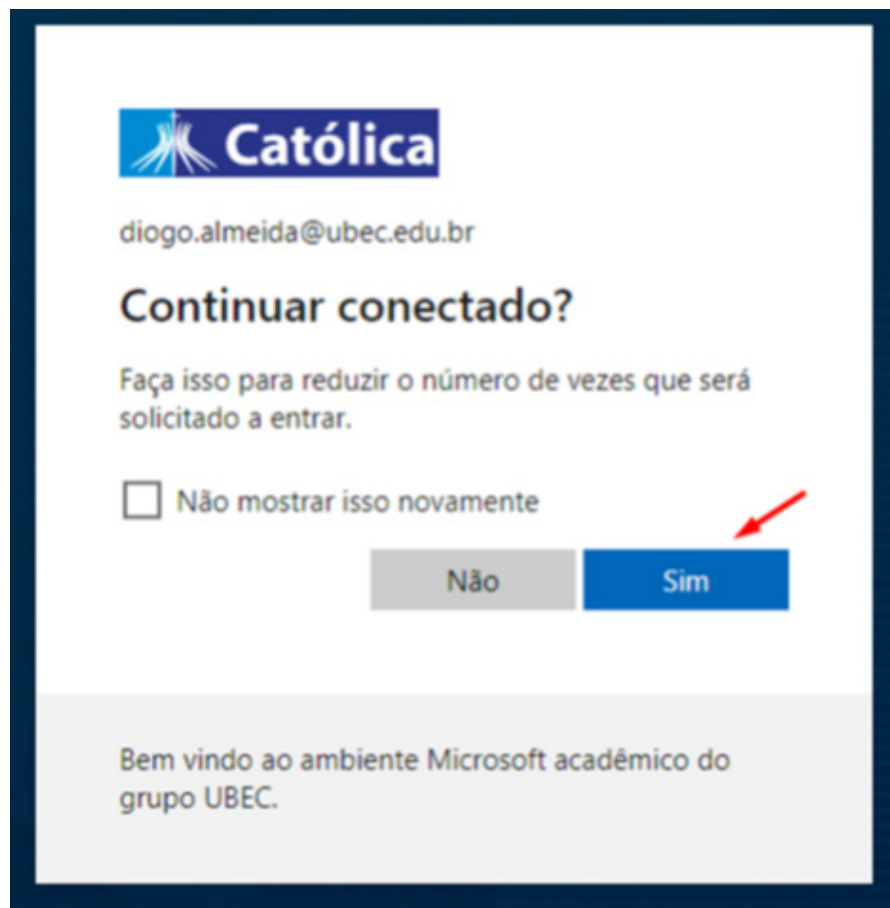 Católica
diogo.almeida@ubec.edu.br
Continuar conectado?
Faça isso para reduzir o número de vezes que será
solicitado a entrar.
Não mostrar isso novamente
Não
Sim
Bem vindo ao ambiente Microsoft acadêmico do
grupo UBEC.